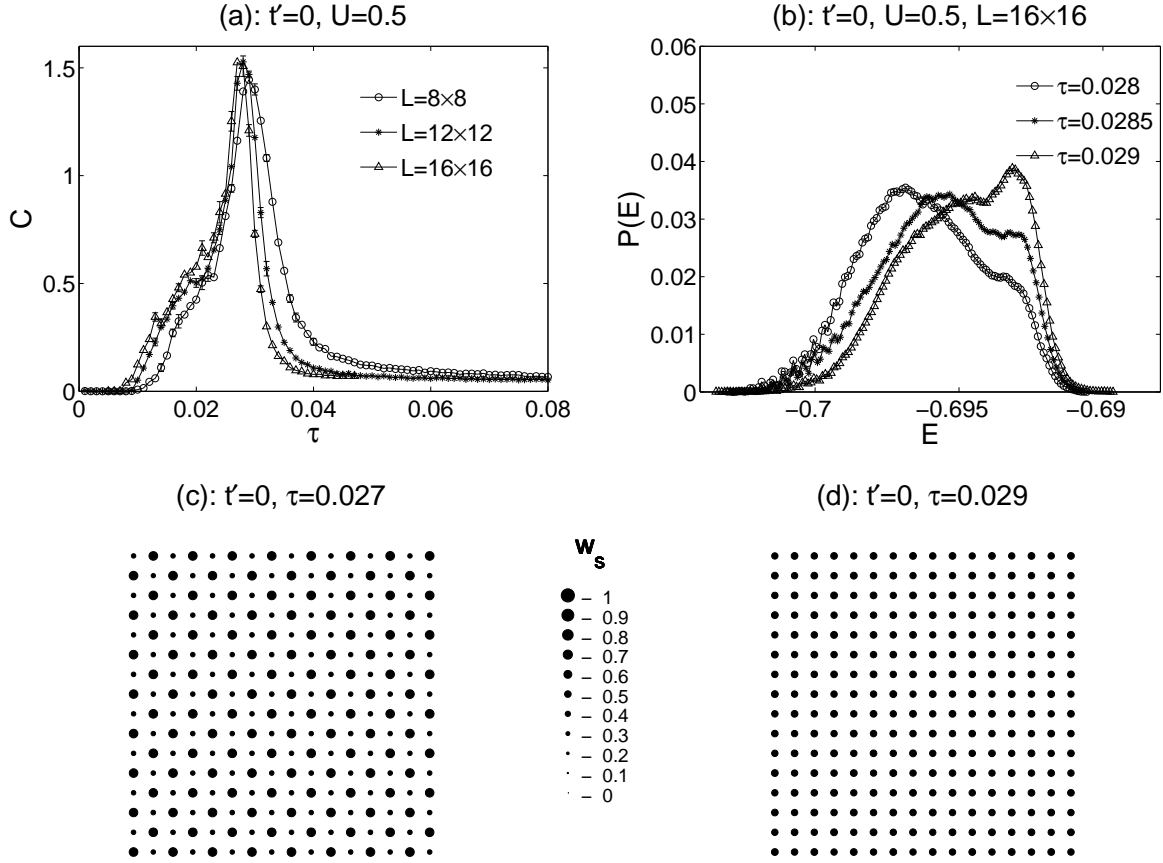 (a): t′=0, U=0.5
C
1.5
1
0.5
0
L=8×8
L=12×12
L=16×16
0 0.02 0.04 0.06 0.08
τ
(b): t′=0, U=0.5, L=16×16
P(E)
0.06
0.05
0.04
0.03
0.02
0.01
0
τ=0.028
τ=0.0285
τ=0.029
−0.7 −0.695 −0.69
E
(c): t′=0, τ=0.027
w_s
– 1
– 0.9
– 0.8
– 0.7
– 0.6
– 0.5
– 0.4
– 0.3
– 0.2
– 0.1
– 0
(d): t′=0, τ=0.029